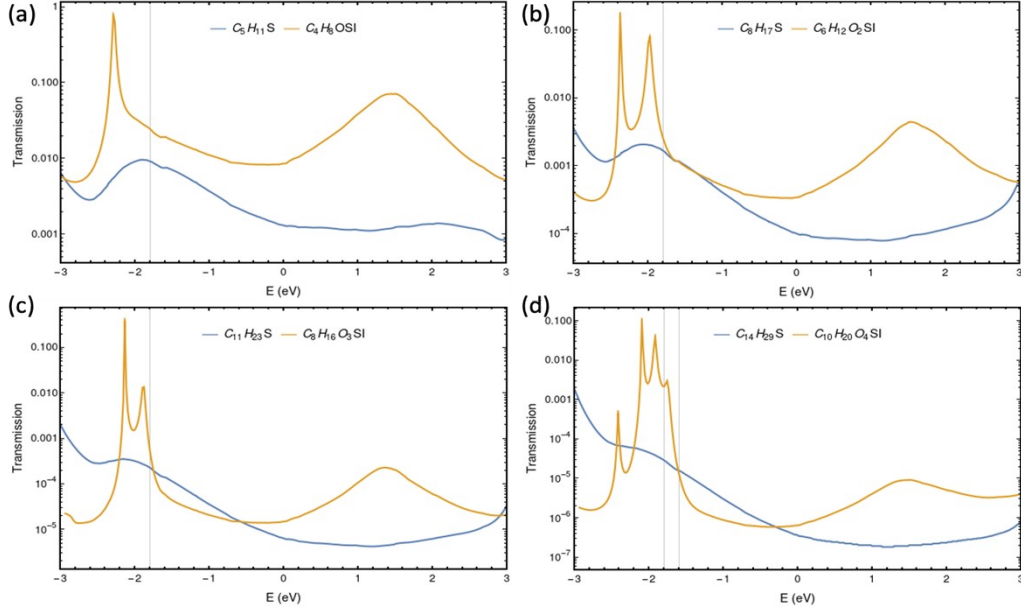 (a)
C5H11S C4H8OSI
1
0.100
0.010
0.001
Transmission
−3 −2 −1 0 1 2 3
E (eV)
(b)
C8H17S C6H12O2SI
0.100
0.010
0.001
10−4
Transmission
−3 −2 −1 0 1 2 3
E (eV)
(c)
C11H23S C8H16O3SI
0.100
0.010
0.001
10−4
10−5
Transmission
−3 −2 −1 0 1 2 3
E (eV)
(d)
C14H29S C10H20O4SI
0.100
0.010
0.001
10−4
10−5
10−6
10−7
Transmission
−3 −2 −1 0 1 2 3
E (eV)